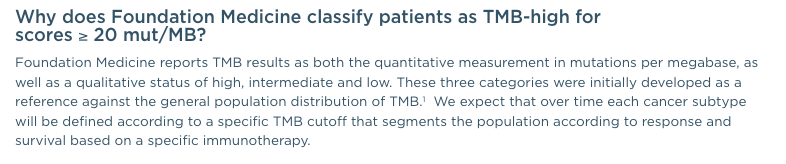 Why does Foundation Medicine classify patients as TMB-high for
scores ≥ 20 mut/MB?
Foundation Medicine reports TMB results as both the quantitative measurement in mutations per megabase, as
well as a qualitative status of high, intermediate and low. These three categories were initially developed as a
reference against the general population distribution of TMB.¹ We expect that over time each cancer subtype
will be defined according to a specific TMB cutoff that segments the population according to response and
survival based on a specific immunotherapy.